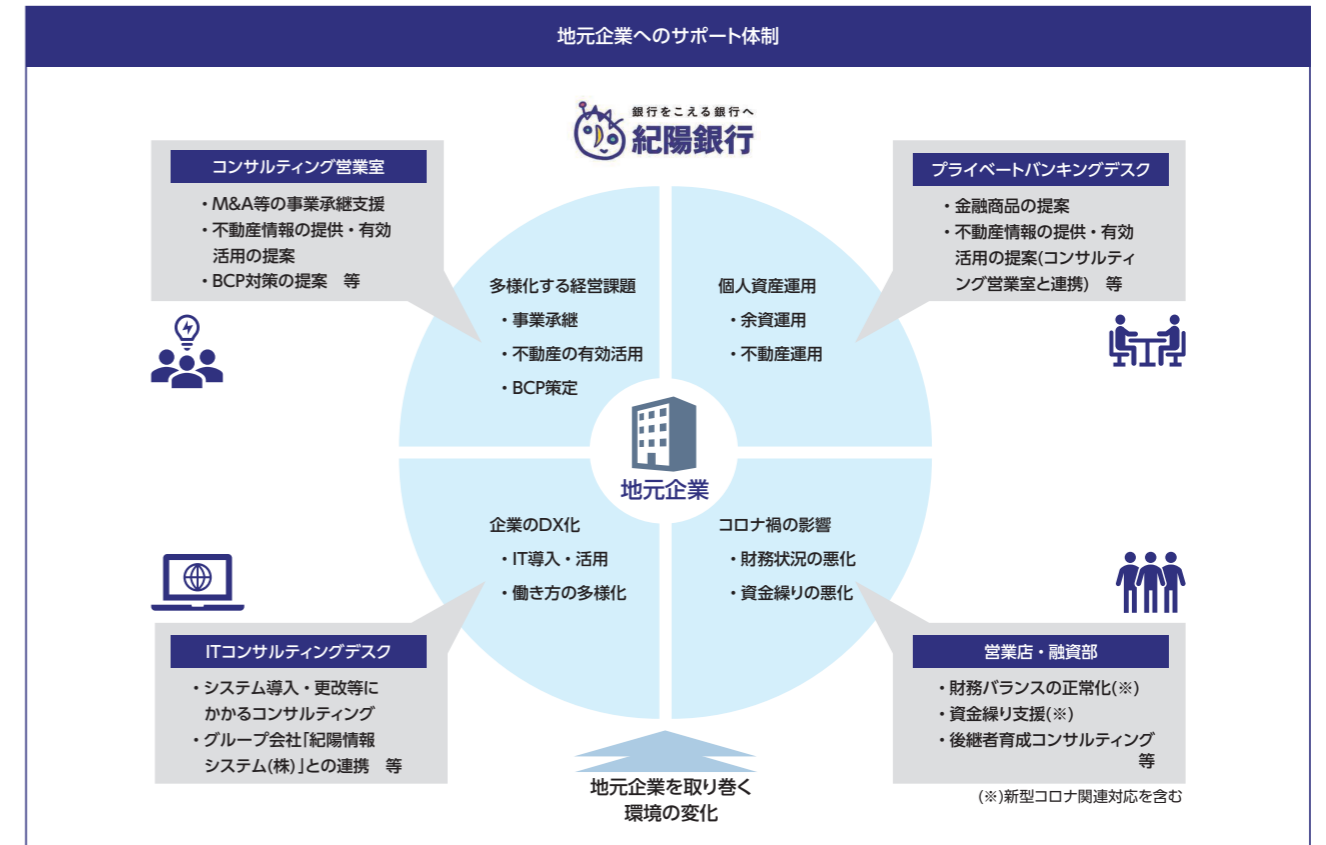 地元企業へのサポート体制
銀行をこえる銀行へ
紀陽銀行
コンサルティング営業室
・M&A等の事業承継支援
・不動産情報の提供・有効
活用の提案
・BCP対策の提案 等
プライベートバンキングデスク
・金融商品の提案
・不動産情報の提供・有効
活用の提案(コンサルティ
ング営業室と連携) 等
多様化する経営課題
・事業承継
・不動産の有効活用
・BCP策定
個人資産運用
・余資運用
・不動産運用
地元企業
企業のDX化
・IT導入・活用
・働き方の多様化
コロナ禍の影響
・財務状況の悪化
・資金繰りの悪化
ITコンサルティングデスク
・システム導入・更改等に
かかるコンサルティング
・グループ会社「紀陽情報
システム(株)」との連携 等
営業店・融資部
・財務バランスの正常化(※)
・資金繰り支援(※)
・後継者育成コンサルティング
等
(※)新型コロナ関連対応を含む
地元企業を取り巻く
環境の変化